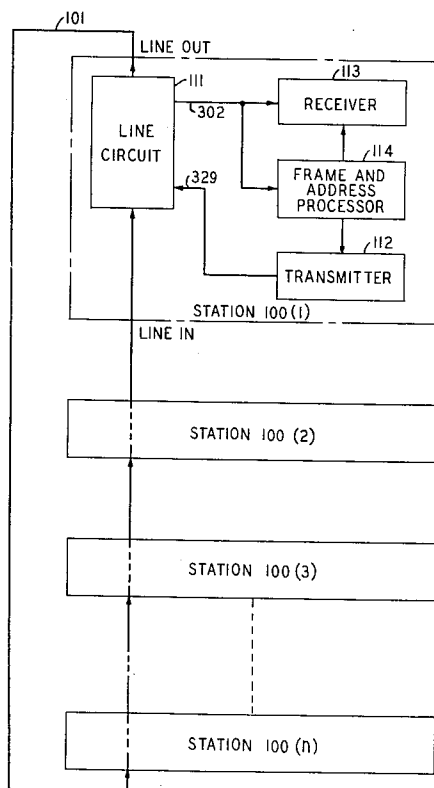 101
LINE OUT
111
LINE
CIRCUIT
302
113
RECEIVER
114
FRAME AND
ADDRESS
PROCESSOR
329
112
TRANSMITTER
STATION 100(1)
LINE IN
STATION 100 (2)
STATION 100 (3)
STATION 100 (n)